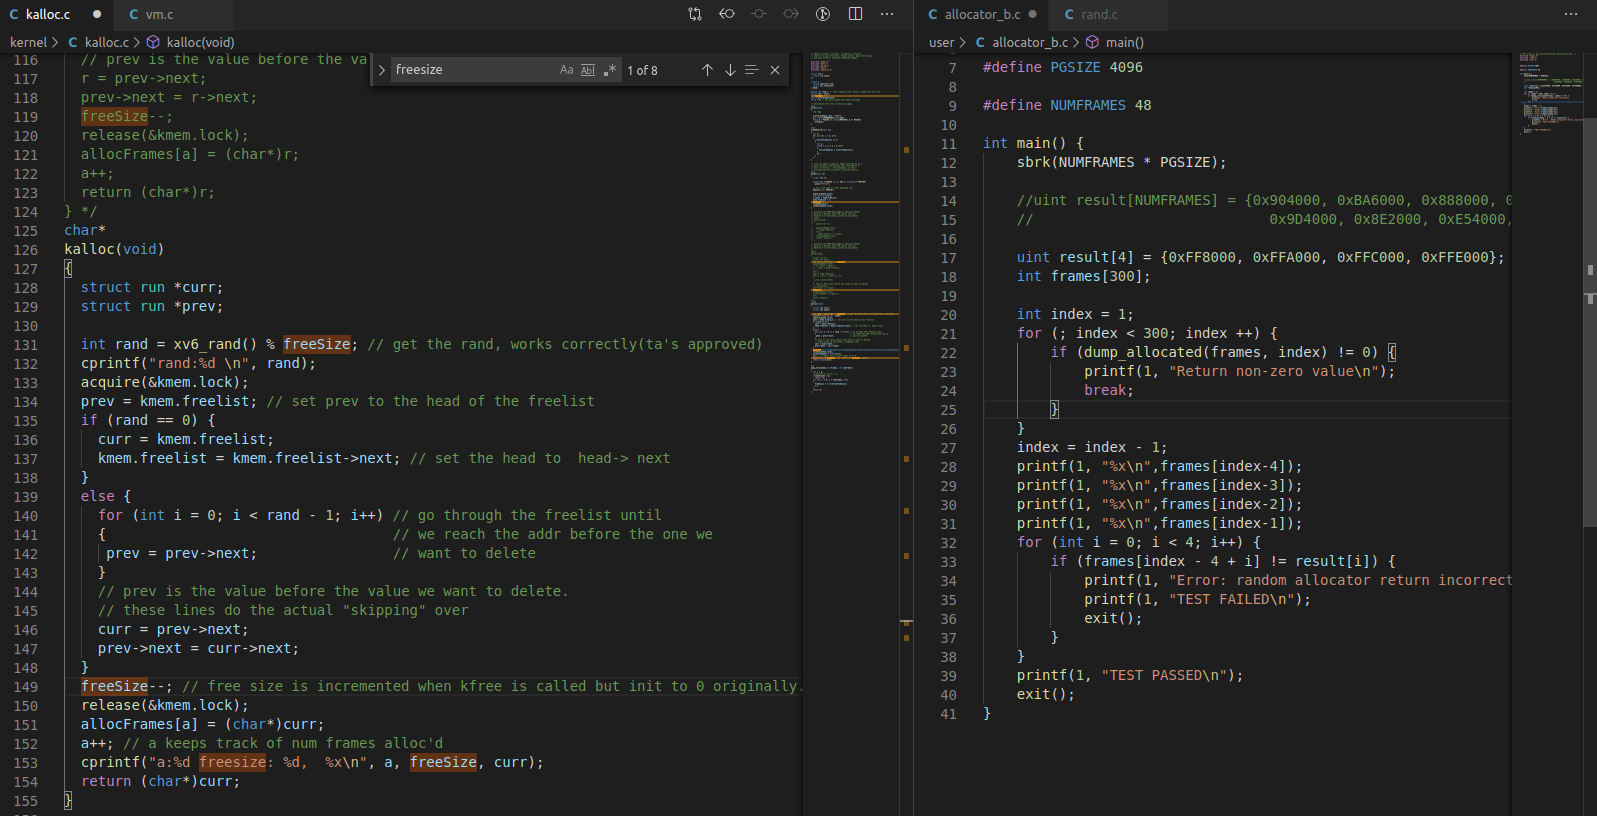 kalloc.c
vm.c
kernel > C kalloc.c > kalloc(void)
freesize
Aa Abl .* 1 of 8
116 // prev is the value before the va
117 r = prev->next;
118 prev->next = r->next;
119 freeSize--;
120 release(&kmem.lock);
121 allocFrames[a] = (char*)r;
122 a++;
123 return (char*)r;
124 } */
125 char*
126 kalloc(void)
127 {
128 struct run *curr;
129 struct run *prev;
130
131 int rand = xv6_rand() % freeSize; // get the rand, works correctly(ta's approved)
132 cprintf("rand:%d \n", rand);
133 acquire(&kmem.lock);
134 prev = kmem.freelist; // set prev to the head of the freelist
135 if (rand == 0) {
136 curr = kmem.freelist;
137 kmem.freelist = kmem.freelist->next; // set the head to  head-> next
138 }
139 else {
140 for (int i = 0; i < rand - 1; i++) // go through the freelist until
141 { // we reach the addr before the one we
142 prev = prev->next; // want to delete
143 }
144 // prev is the value before the value we want to delete.
145 // these lines do the actual "skipping" over
146 curr = prev->next;
147 prev->next = curr->next;
148 }
149 freeSize--; // free size is incremented when kfree is called but init to 0 originally.
150 release(&kmem.lock);
151 allocFrames[a] = (char*)curr;
152 a++; // a keeps track of num frames alloc'd
153 cprintf("a:%d freesize: %d,  %x\n", a, freeSize, curr);
154 return (char*)curr;
155 }
allocator_b.c
rand.c
user > C allocator_b.c > main()
7 #define PGSIZE 4096
8
9 #define NUMFRAMES 48
10
11 int main() {
12 sbrk(NUMFRAMES * PGSIZE);
13
14 //uint result[NUMFRAMES] = {0x904000, 0xBA6000, 0x888000, 0
15 // 0x9D4000, 0x8E2000, 0xE54000,
16
17 uint result[4] = {0xFF8000, 0xFFA000, 0xFFC000, 0xFFE000};
18 int frames[300];
19
20 int index = 1;
21 for (; index < 300; index ++) {
22 if (dump_allocated(frames, index) != 0) {
23 printf(1, "Return non-zero value\n");
24 break;
25 }
26 }
27 index = index - 1;
28 printf(1, "%x\n",frames[index-4]);
29 printf(1, "%x\n",frames[index-3]);
30 printf(1, "%x\n",frames[index-2]);
31 printf(1, "%x\n",frames[index-1]);
32 for (int i = 0; i < 4; i++) {
33 if (frames[index - 4 + i] != result[i]) {
34 printf(1, "Error: random allocator return incorrect
35 printf(1, "TEST FAILED\n");
36 exit();
37 }
38 }
39 printf(1, "TEST PASSED\n");
40 exit();
41 }